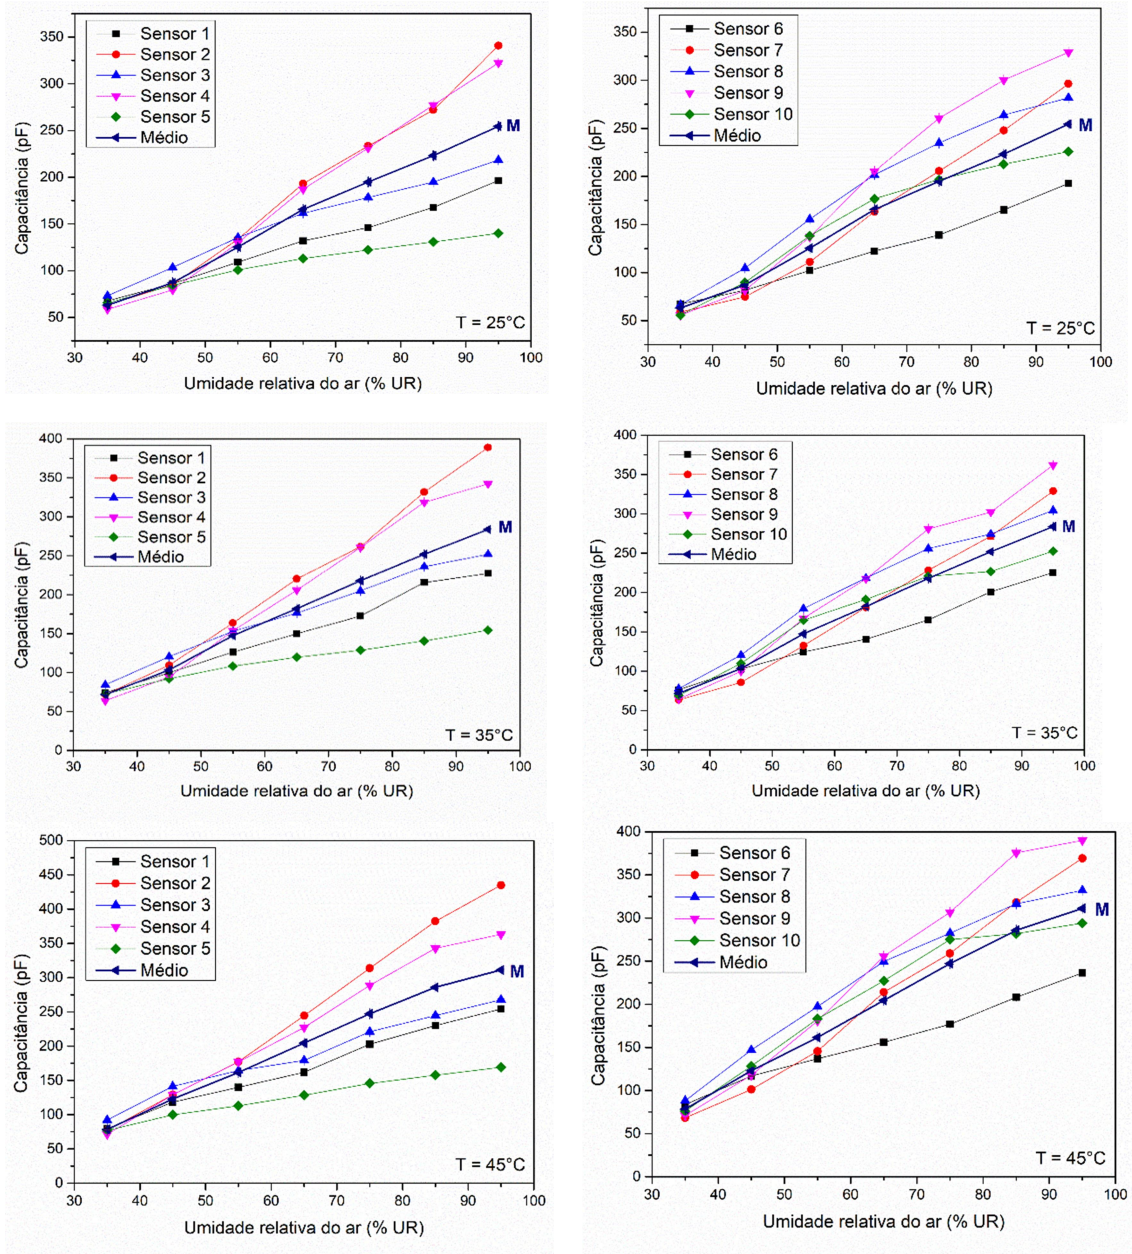 Sensor 1
Sensor 2
Sensor 3
Sensor 4
Sensor 5
Médio
M
350
300
250
200
150
100
50
Capacitância (pF)
T = 25°C
30 40 50 60 70 80 90 100
Umidade relativa do ar (% UR)
Sensor 6
Sensor 7
Sensor 8
Sensor 9
Sensor 10
Médio
M
350
300
250
200
150
100
50
Capacitância (pF)
T = 25°C
30 40 50 60 70 80 90 100
Umidade relativa do ar (% UR)
Sensor 1
Sensor 2
Sensor 3
Sensor 4
Sensor 5
Médio
M
400
350
300
250
200
150
100
50
0
Capacitância (pF)
T = 35°C
30 40 50 60 70 80 90 100
Umidade relativa do ar (% UR)
Sensor 6
Sensor 7
Sensor 8
Sensor 9
Sensor 10
Médio
M
400
350
300
250
200
150
100
50
0
Capacitância (pF)
T = 35°C
30 40 50 60 70 80 90 100
Umidade relativa do ar (% UR)
Sensor 1
Sensor 2
Sensor 3
Sensor 4
Sensor 5
Médio
M
500
450
400
350
300
250
200
150
100
50
0
Capacitância (pF)
T = 45°C
30 40 50 60 70 80 90 100
Umidade relativa do ar (% UR)
Sensor 6
Sensor 7
Sensor 8
Sensor 9
Sensor 10
Médio
M
400
350
300
250
200
150
100
50
0
Capacitância (pF)
T = 45°C
30 40 50 60 70 80 90 100
Umidade relativa do ar (% UR)